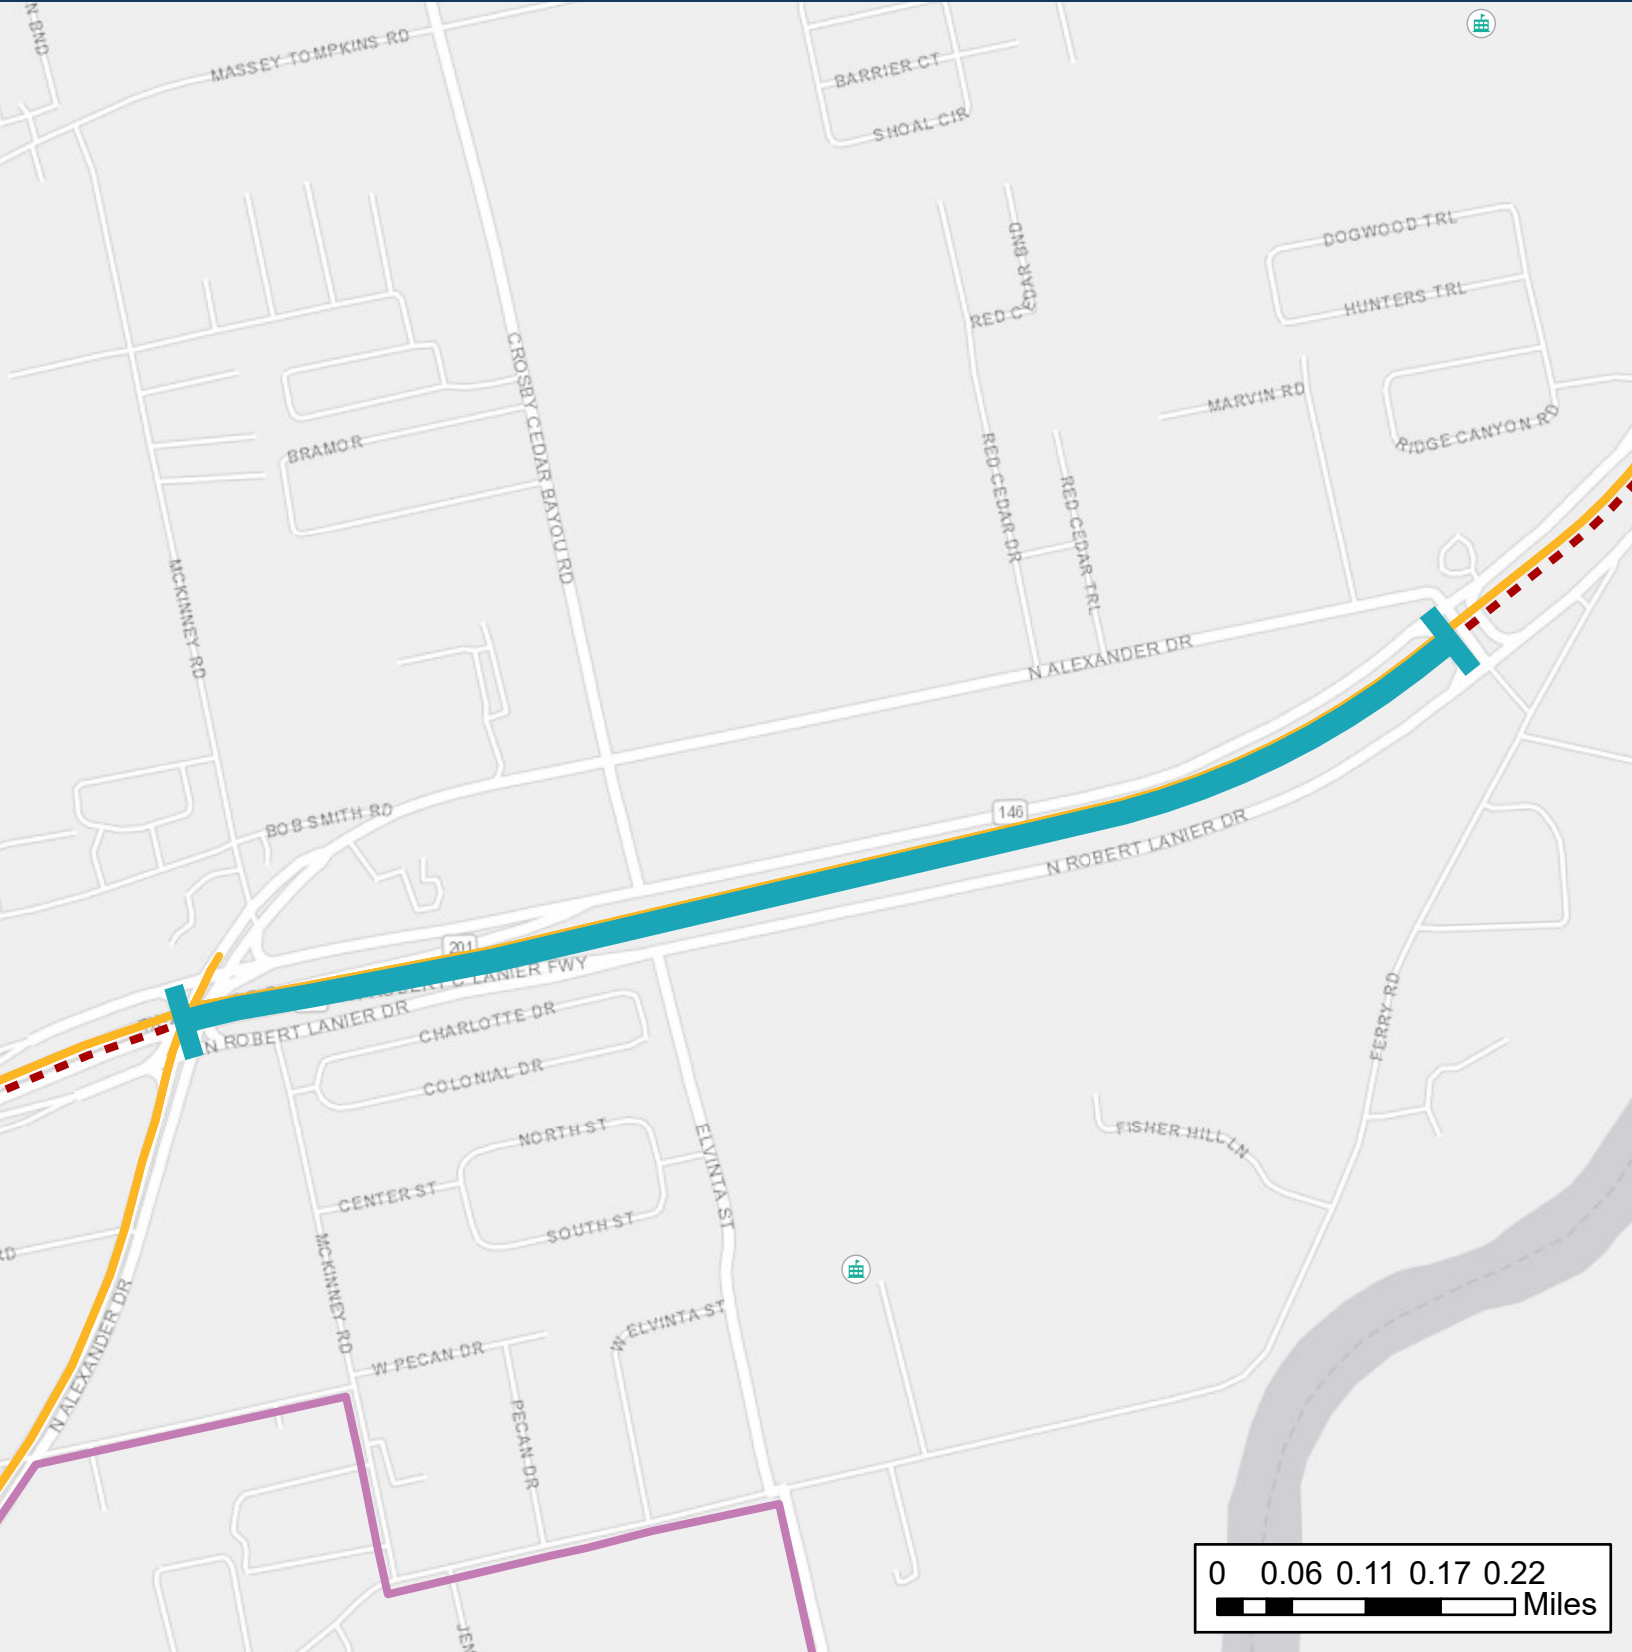 N BND
MASSEY TOMPKINS RD
BARRIER CT
SHOAL CIR
DOGWOOD TRL
HUNTERS TRL
MARVIN RD
RIDGE CANYON RD
BRAMOR
CROSBY CEDAR BAYOU RD
RED CEDAR DR
RED CEDAR TRL
MCKINNEY RD
N ALEXANDER DR
BOB SMITH RD
146
N ROBERT LANIER DR
201
LANIER FWY
N ROBERT LANIER DR
CHARLOTTE DR
COLONIAL DR
FERRY RD
NORTH ST
FISHER HILL LN
ELVINTA ST
CENTER ST
SOUTH ST
RD
MCKINNEY RD
N ALEXANDER DR
W ELVINTA ST
W PECAN DR
PECAN DR
JEN
0 0.06 0.11 0.17 0.22
Miles